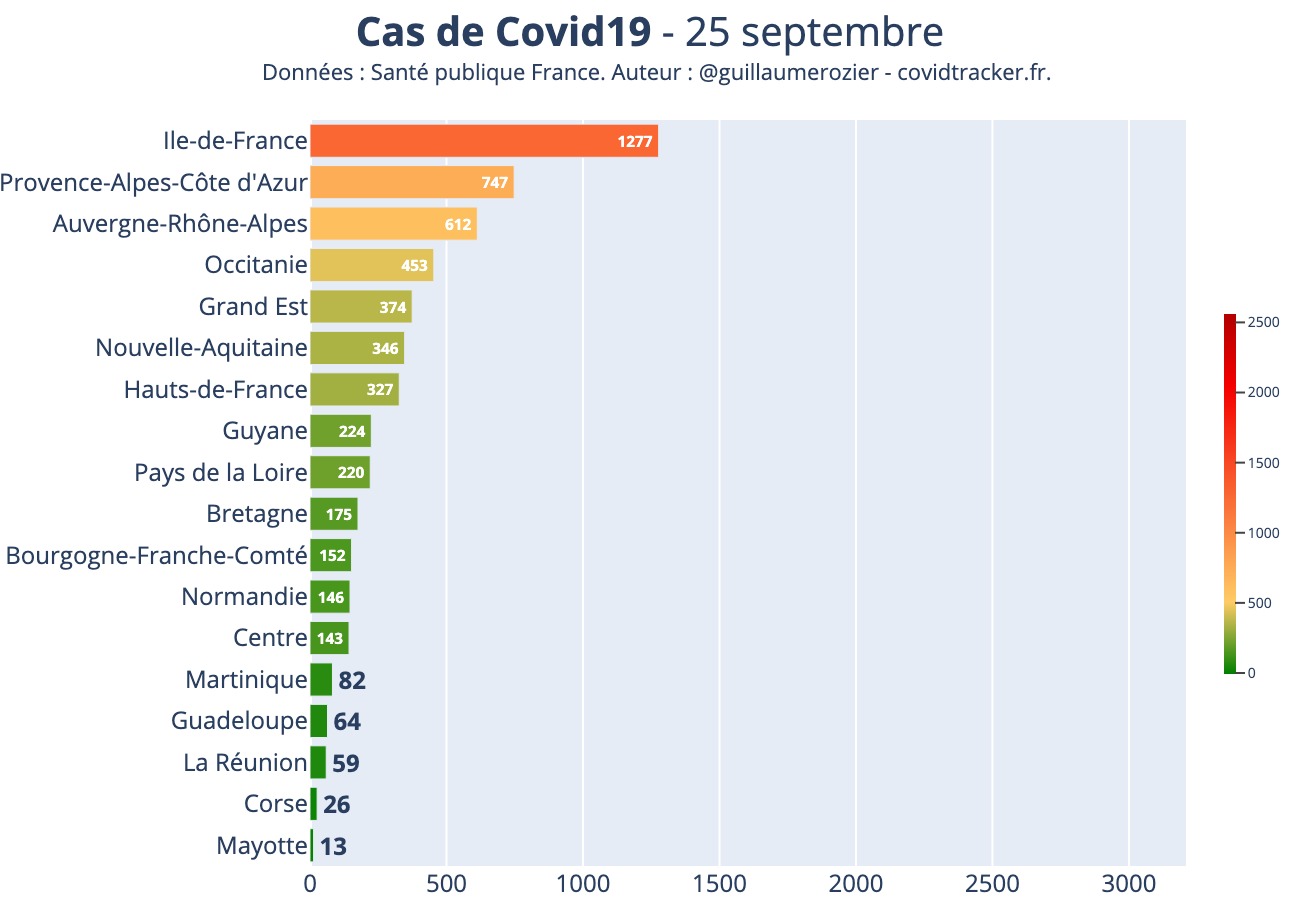 Cas de Covid19 - 25 septembre
Données : Santé publique France. Auteur : @guillaumerozier - covidtracker.fr.
Ile-de-France 1277
Provence-Alpes-Côte d'Azur 747
Auvergne-Rhône-Alpes 612
Occitanie 453
Grand Est 374
Nouvelle-Aquitaine 346
Hauts-de-France 327
Guyane 224
Pays de la Loire 220
Bretagne 175
Bourgogne-Franche-Comté 152
Normandie 146
Centre 143
Martinique 82
Guadeloupe 64
La Réunion 59
Corse 26
Mayotte 13
0 500 1000 1500 2000 2500 3000
2500
2000
1500
1000
500
0